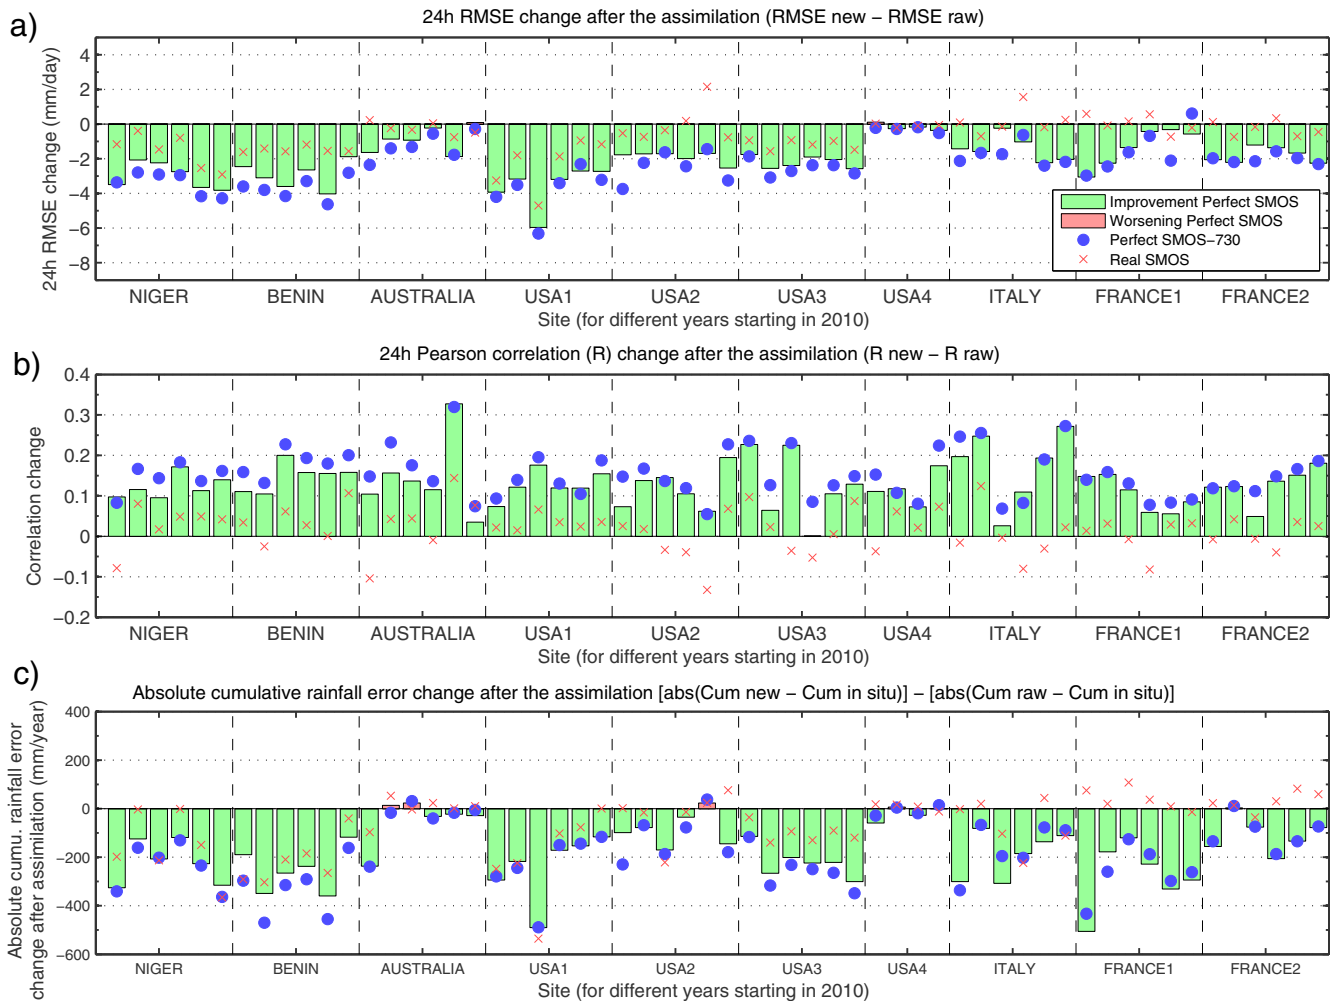 a)
24h RMSE change after the assimilation (RMSE new − RMSE raw)
24h RMSE change (mm/day)
4
2
0
−2
−4
−6
−8
Improvement Perfect SMOS
Worsening Perfect SMOS
Perfect SMOS−730
Real SMOS
NIGER BENIN AUSTRALIA USA1 USA2 USA3 USA4 ITALY FRANCE1 FRANCE2
Site (for different years starting in 2010)
b)
24h Pearson correlation (R) change after the assimilation (R new − R raw)
Correlation change
0.4
0.3
0.2
0.1
0
−0.1
−0.2
NIGER BENIN AUSTRALIA USA1 USA2 USA3 USA4 ITALY FRANCE1 FRANCE2
Site (for different years starting in 2010)
c)
Absolute cumulative rainfall error change after the assimilation [abs(Cum new − Cum in situ)] − [abs(Cum raw − Cum in situ)]
Absolute cumu. rainfall error
change after assimilation (mm/year)
400
200
0
−200
−400
−600
NIGER BENIN AUSTRALIA USA1 USA2 USA3 USA4 ITALY FRANCE1 FRANCE2
Site (for different years starting in 2010)